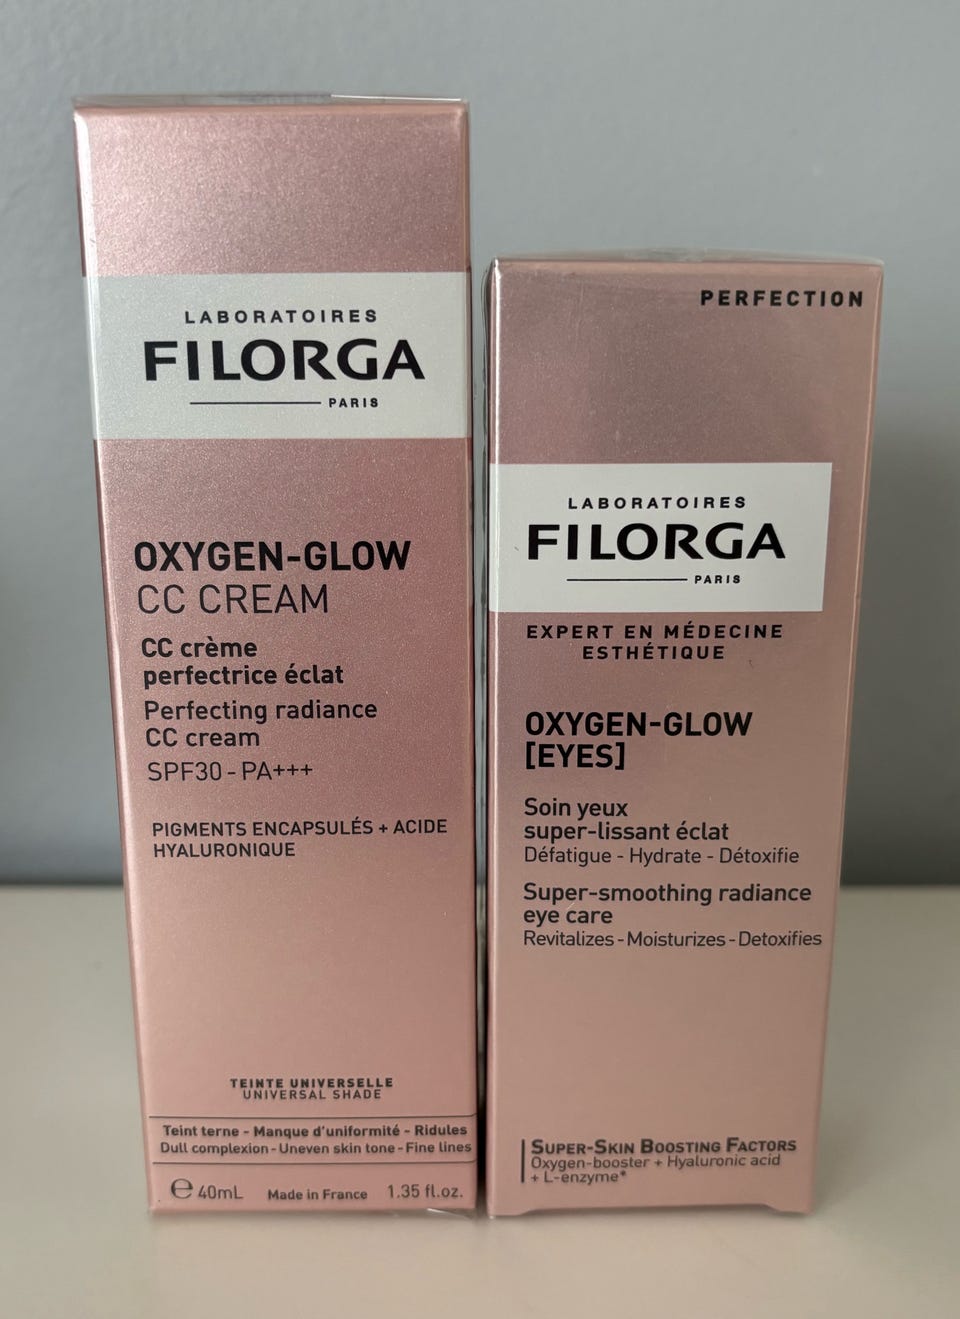 LABORATOIRES
FILORGA
PARIS
OXYGEN-GLOW
CC CREAM
CC crème
perfectrice éclat
Perfecting radiance
CC cream
SPF30 - PA+++
PIGMENTS ENCAPSULÉS + ACIDE
HYALURONIQUE
TEINTE UNIVERSELLE
UNIVERSAL SHADE
Teint terne - Manque d'uniformité - Ridules
Dull complexion - Uneven skin tone - Fine lines
℮ 40mL Made in France 1.35 fl.oz.
PERFECTION
LABORATOIRES
FILORGA
PARIS
EXPERT EN MÉDECINE
ESTHÉTIQUE
OXYGEN-GLOW
[EYES]
Soin yeux
super-lissant éclat
Défatigue - Hydrate - Détoxifie
Super-smoothing radiance
eye care
Revitalizes - Moisturizes - Detoxifies
SUPER-SKIN BOOSTING FACTORS
Oxygen-booster + Hyaluronic acid
+ L-enzyme*